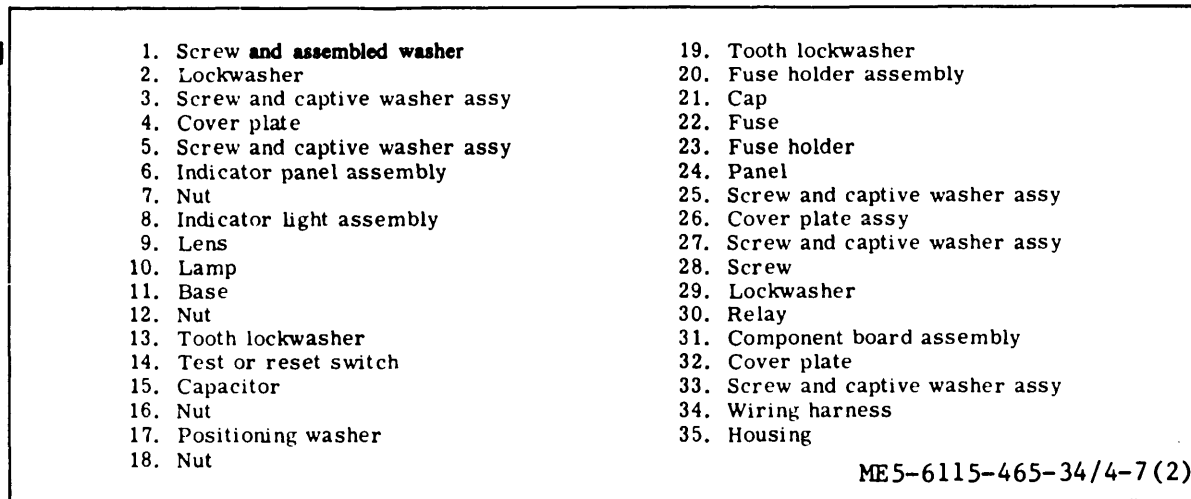 1. Screw and assembled washer
2. Lockwasher
3. Screw and captive washer assy
4. Cover plate
5. Screw and captive washer assy
6. Indicator panel assembly
7. Nut
8. Indicator light assembly
9. Lens
10. Lamp
11. Base
12. Nut
13. Tooth lockwasher
14. Test or reset switch
15. Capacitor
16. Nut
17. Positioning washer
18. Nut
19. Tooth lockwasher
20. Fuse holder assembly
21. Cap
22. Fuse
23. Fuse holder
24. Panel
25. Screw and captive washer assy
26. Cover plate assy
27. Screw and captive washer assy
28. Screw
29. Lockwasher
30. Relay
31. Component board assembly
32. Cover plate
33. Screw and captive washer assy
34. Wiring harness
35. Housing
ME5-6115-465-34/4-7(2)